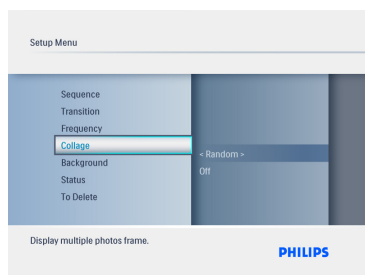 Setup Menu
Sequence
Transition
Frequency
Collage
Background
Status
To Delete
< Random >
Off
Display multiple photos frame.
PHILIPS